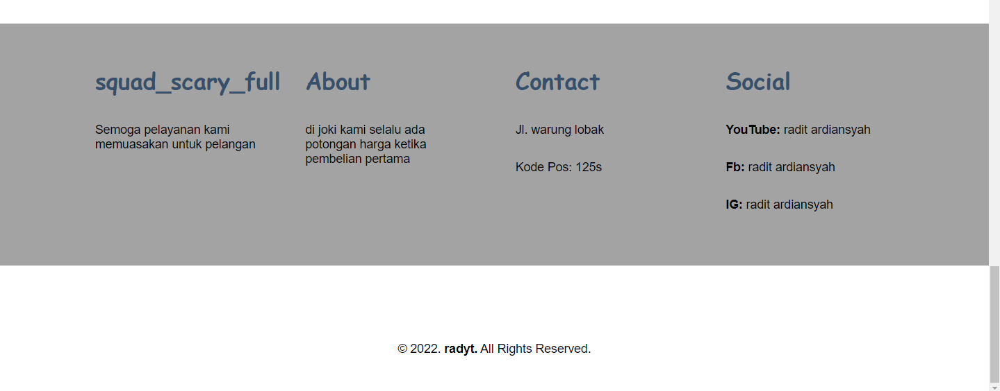 squad_scary_full
Semoga pelayanan kami
memuasakan untuk pelangan
About
di joki kami selalu ada
potongan harga ketika
pembelian pertama
Contact
Jl. warung lobak
Kode Pos: 125s
Social
YouTube: radit ardiansyah
Fb: radit ardiansyah
IG: radit ardiansyah
© 2022. radyt. All Rights Reserved.